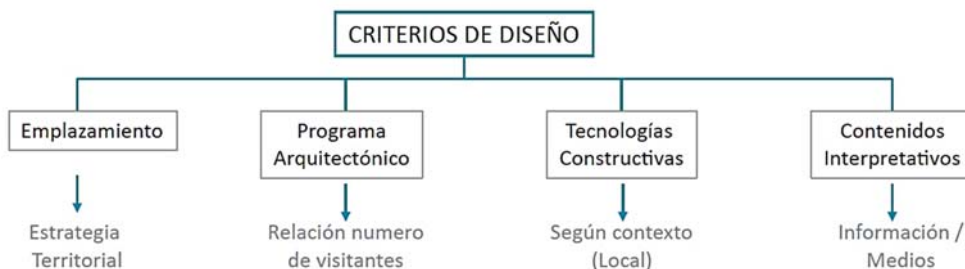 CRITERIOS DE DISEÑO
Emplazamiento
Estrategia
Territorial
Programa
Arquitectónico
Relación numero
de visitantes
Tecnologías
Constructivas
Según contexto
(Local)
Contenidos
Interpretativos
Información /
Medios